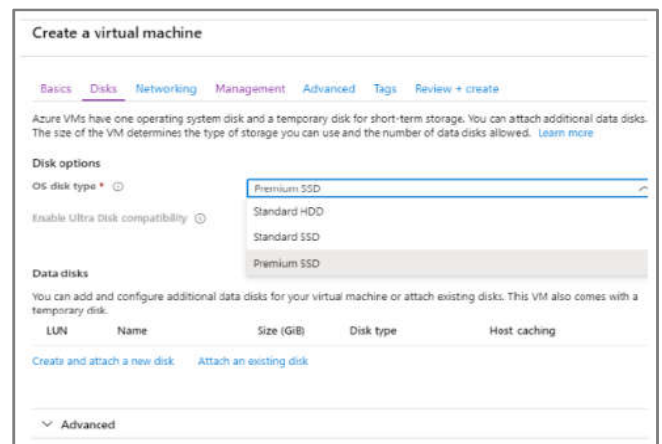 Create a virtual machine
Basics Disks Networking Management Advanced Tags Review + create
Azure VMs have one operating system disk and a temporary disk for short-term storage. You can attach additional data disks.
The size of the VM determines the type of storage you can use and the number of data disks allowed. Learn more
Disk options
OS disk type *
Premium SSD
Standard HDD
Enable Ultra Disk compatibility
Standard SSD
Premium SSD
Data disks
You can add and configure additional data disks for your virtual machine or attach existing disks. This VM also comes with a
temporary disk.
LUN Name Size (GiB) Disk type Host caching
Create and attach a new disk Attach an existing disk
Advanced